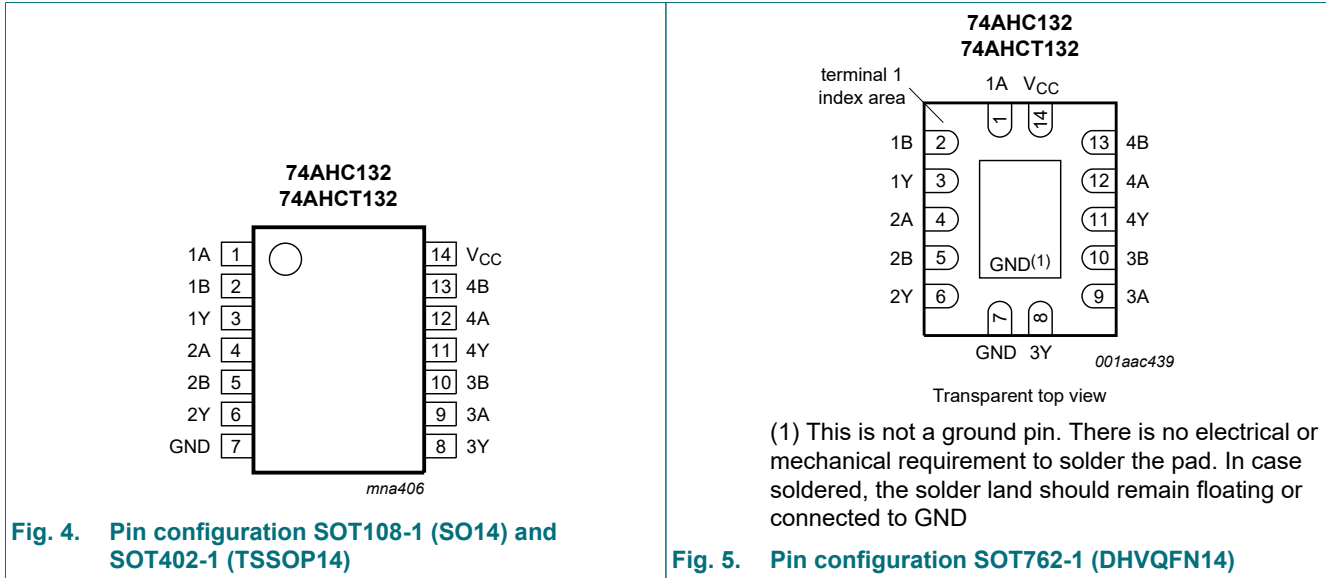 74AHC132
74AHCT132
1A 1 14 VCC
1B 2 13 4B
1Y 3 12 4A
2A 4 11 4Y
2B 5 10 3B
2Y 6 9 3A
GND 7 8 3Y
mna406
Fig. 4. Pin configuration SOT108-1 (SO14) and
SOT402-1 (TSSOP14)
74AHC132
74AHCT132
terminal 1
index area
1A VCC
1 14
1B 2 13 4B
1Y 3 12 4A
2A 4 11 4Y
2B 5 10 3B
GND(1)
2Y 6 9 3A
7 8
GND 3Y
001aac439
Transparent top view
(1) This is not a ground pin. There is no electrical or
mechanical requirement to solder the pad. In case
soldered, the solder land should remain floating or
connected to GND
Fig. 5. Pin configuration SOT762-1 (DHVQFN14)